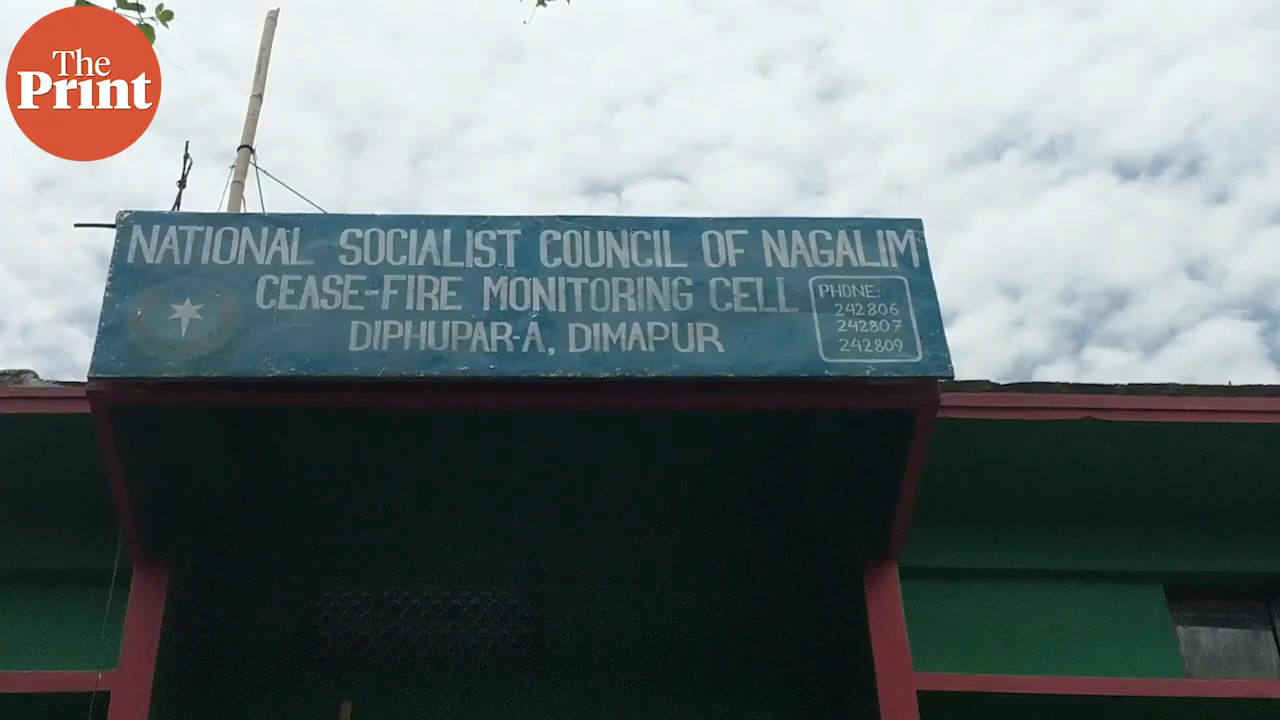 The
Print
NATIONAL SOCIALIST COUNCIL OF NAGALIM
CEASE-FIRE MONITORING CELL
DIPHUPAR-A, DIMAPUR
PHONE:
242806
242807
242809